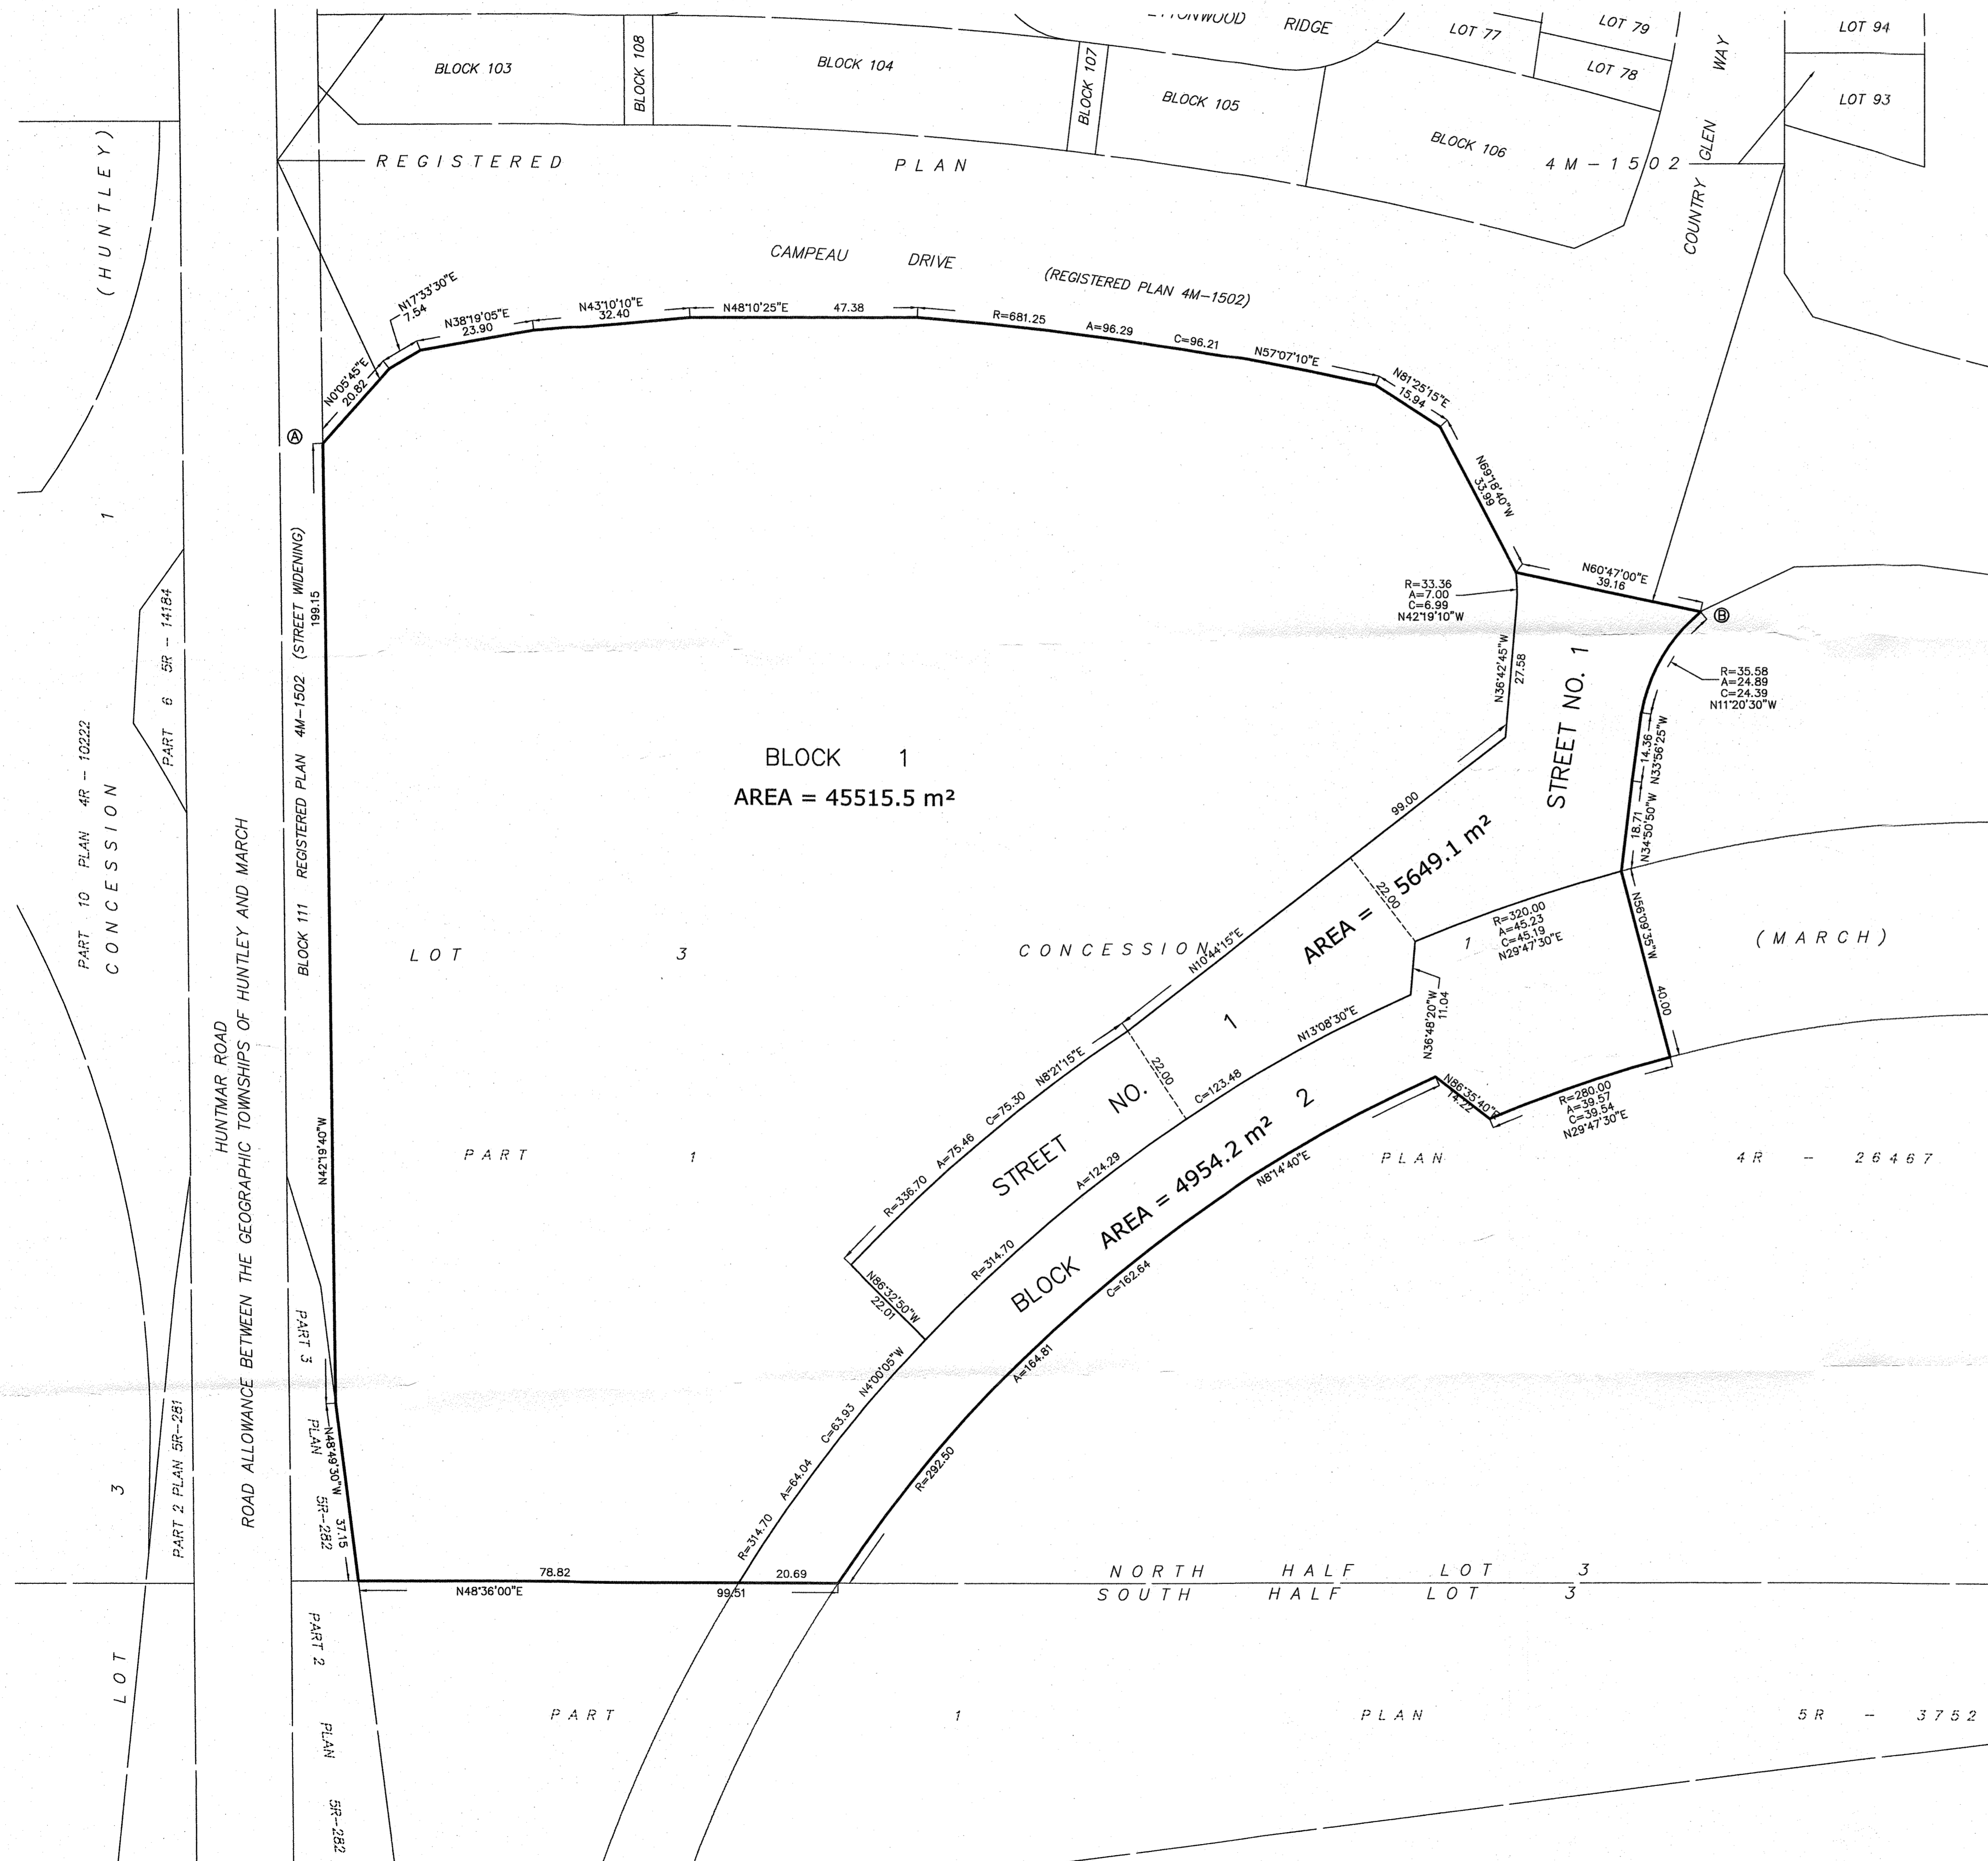 RIDGE
LOT 77
LOT 79
LOT 78
WAY
LOT 94
LOT 93
BLOCK 103
BLOCK 108
BLOCK 104
BLOCK 107
BLOCK 105
BLOCK 106
REGISTERED PLAN 4M-1502
COUNTRY GLEN
(HUNTLEY)
CAMPEAU DRIVE (REGISTERED PLAN 4M-1502)
N0°05'45"E
20.82
N17°33'30"E
7.54
N38°19'05"E
23.90
N43°10'10"E
32.40
N48°10'25"E 47.38
R=681.25 A=96.29 C=96.21 N57°07'10"E
N81°25'15"E
15.94
N69°18'40"W
33.99
N60°47'00"E
39.16
A
B
R=33.36
A=7.00
C=6.99
N42°19'10"W
N36°42'45"W
27.58
R=35.58
A=24.89
C=24.39
N11°20'30"W
14.36
N33°56'25"W
18.71
N34°50'50"W
STREET NO. 1
1
PART 6 5R-14184
PART 10 PLAN 4R-10222
CONCESSION
HUNTMAR ROAD
ROAD ALLOWANCE BETWEEN THE GEOGRAPHIC TOWNSHIPS OF HUNTLEY AND MARCH
BLOCK 111 REGISTERED PLAN 4M-1502 (STREET WIDENING)
199.15
N42°19'40"W
BLOCK 1
AREA = 45515.5 m²
99.00
N10°44'15"E
22.00
AREA = 5649.1 m²
R=320.00
A=45.23
C=45.19
N29°47'30"E
N56°09'35"W
40.00
LOT 3 CONCESSION 1 (MARCH)
N36°48'20"W
11.04
N86°35'40"E
14.22
R=280.00
A=39.57
C=39.54
N29°47'30"E
R=336.70 A=75.46 C=75.30 N8°21'15"E
22.00
STREET NO. 1
R=314.70 A=124.29 C=123.48 N13°08'30"E
PART 1 PLAN 4R - 26467
BLOCK 2
AREA = 4954.2 m²
N86°32'50"W
22.01
R=292.50 A=164.81 C=162.64 N8°14'40"E
R=314.70 A=64.04 C=63.93 N4°00'05"W
PART 3
PLAN
5R-282
N48°49'30"W 37.15
PART 2 PLAN 5R-281
3
LOT
78.82 20.69
N48°36'00"E 99.51
NORTH HALF LOT 3
SOUTH HALF LOT 3
PART 2
PLAN
5R-282
PART 1 PLAN 5R - 3752